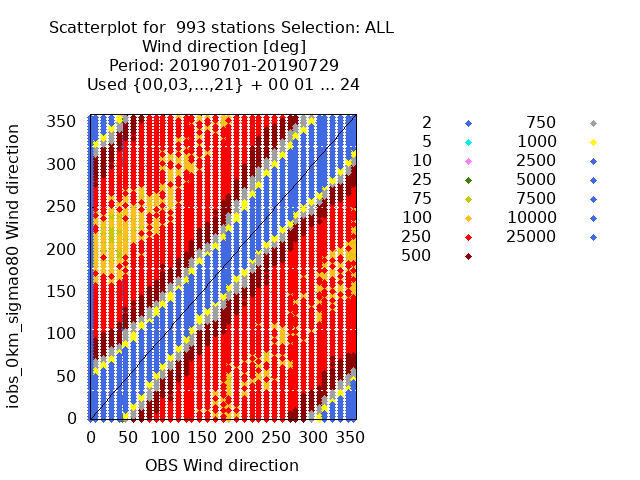 Scatterplot for  993 stations Selection: ALL
Wind direction [deg]
Period: 20190701-20190729
Used {00,03,...,21} + 00 01 ... 24
iobs_0km_sigmao80 Wind direction
350
300
250
200
150
100
50
0
0 50 100 150 200 250 300 350
OBS Wind direction
2 750
5 1000
10 2500
25 5000
75 7500
100 10000
250 25000
500